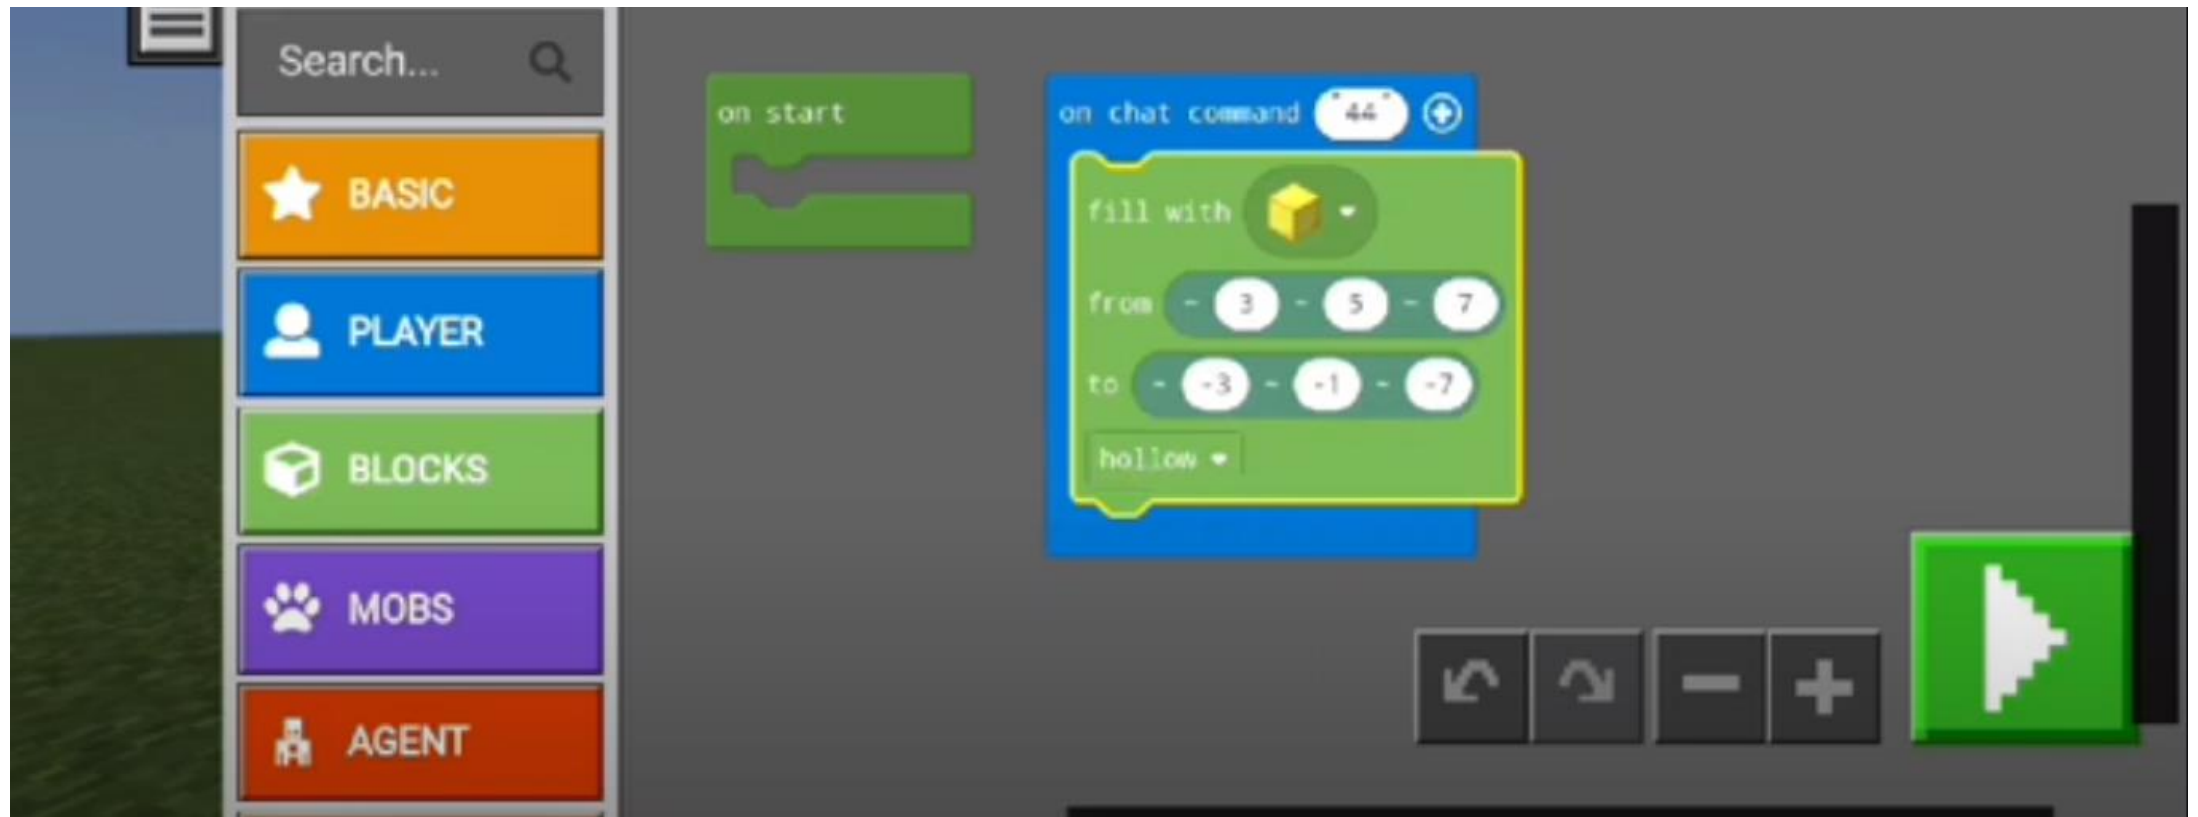 Search...
BASIC
PLAYER
BLOCKS
MOBS
AGENT
on start
on chat command "44"
fill with
from ~ 3 ~ 5 ~ 7
to ~ -3 ~ -1 ~ -7
hollow